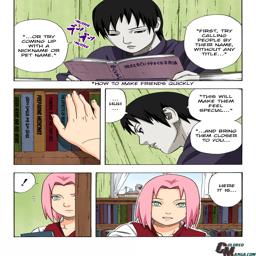 "FIRST, TRY
CALLING
PEOPLE
BY THEIR
NAME,
WITHOUT
ANY
TITLE..."
"...OR TRY
COMING UP
WITH A
NICKNAME OR
PET NAME."
*HOW TO MAKE FRIENDS QUICKLY
"THIS WILL
MAKE THEM
FEEL
SPECIAL..."
"...AND BRING
THEM CLOSER
TO YOU..."
...
HUH...
HERE
IT IS...
!
COLORED
MANGA.COM